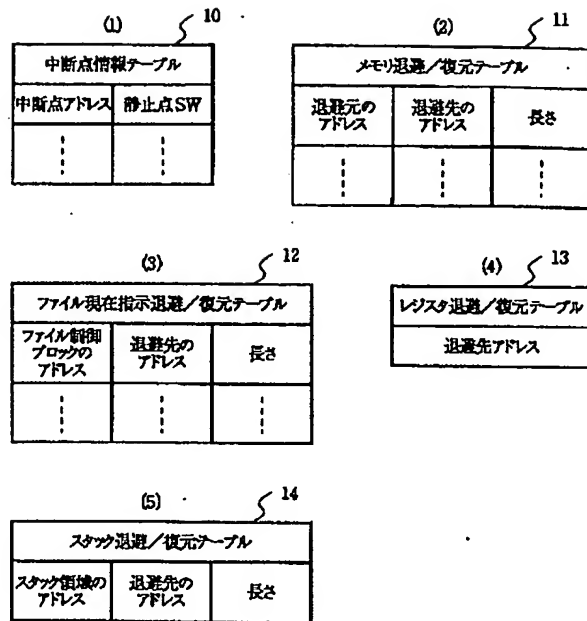 (1)
10
中断点情報テーブル
中断点アドレス
静止点SW
(2)
11
メモリ退避／復元テーブル
退避元の
アドレス
退避先の
アドレス
長さ
(3)
12
ファイル現在指示退避／復元テーブル
ファイル制御
ブロックの
アドレス
退避先の
アドレス
長さ
(4)
13
レジスタ退避／復元テーブル
退避先アドレス
(5)
14
スタック退避／復元テーブル
スタック領域の
アドレス
退避先の
アドレス
長さ